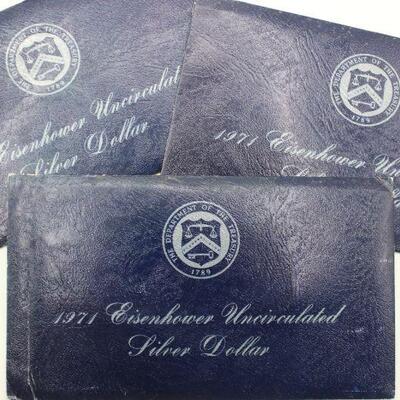 THE DEPARTMENT OF THE TREASURY
1789
Eisenhower Uncirculated
Silver Dollar
THE DEPARTMENT OF THE TREASURY
1789
1971 Eisenhower
THE DEPARTMENT OF THE TREASURY
1789
1971 Eisenhower Uncirculated
Silver Dollar